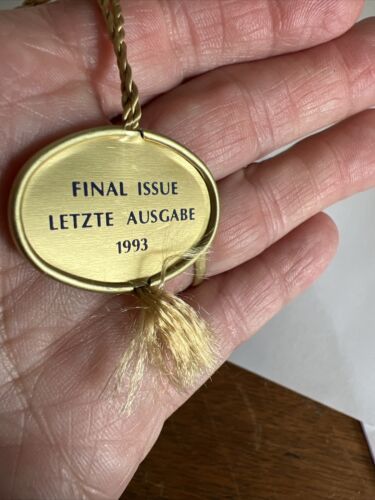 FINAL ISSUE
LETZTE AUSGABE
1993